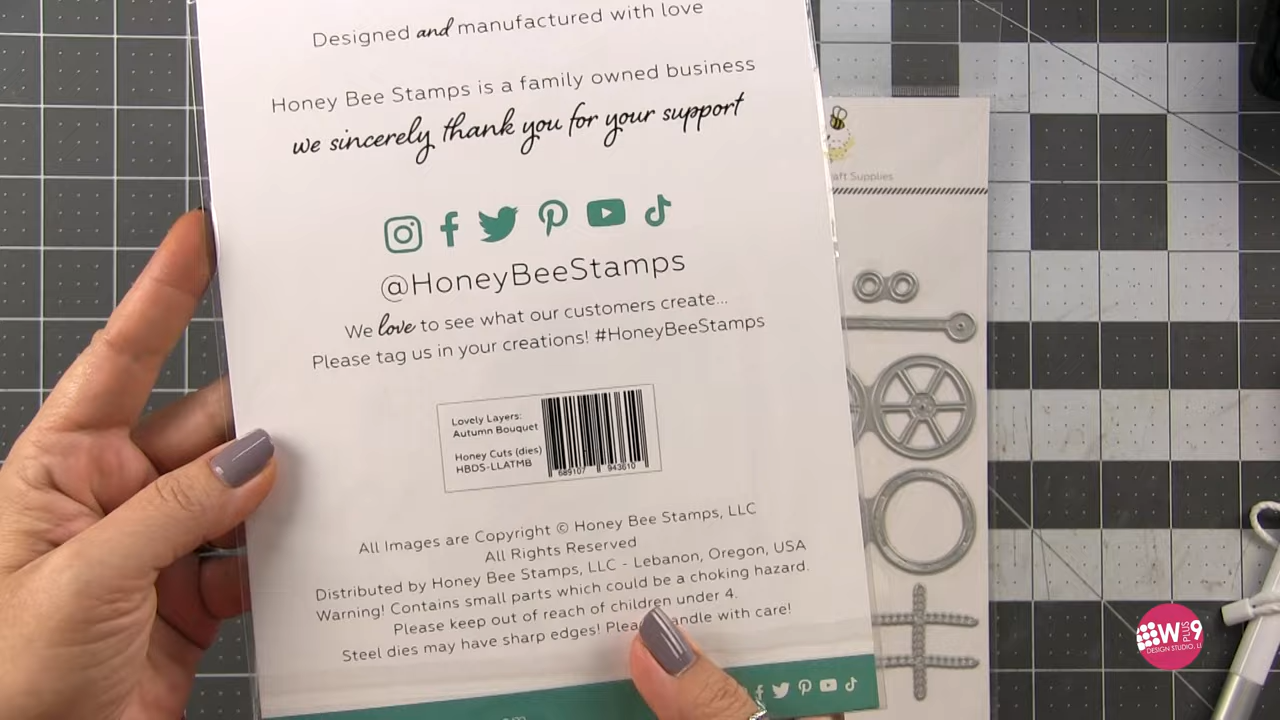 Designed and manufactured with love
Honey Bee Stamps is a family owned business
we sincerely thank you for your support
@HoneyBeeStamps
We love to see what our customers create...
Please tag us in your creations! #HoneyBeeStamps
Lovely Layers:
Autumn Bouquet
Honey Cuts (dies)
HBDS-LLATMB
689107 943610
All Images are Copyright © Honey Bee Stamps, LLC
All Rights Reserved
Distributed by Honey Bee Stamps, LLC - Lebanon, Oregon, USA
Warning! Contains small parts which could be a choking hazard.
Please keep out of reach of children under 4.
Steel dies may have sharp edges! with care!
Supplies
W PLUS 9
DESIGN STUDIO, LL